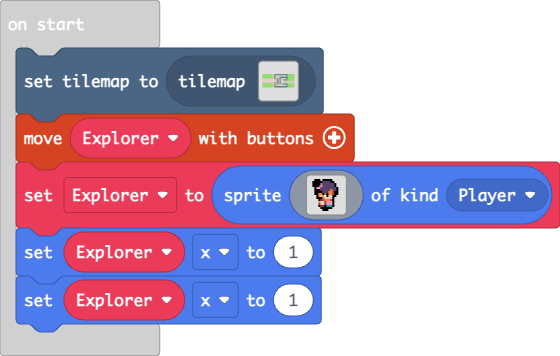 on start
set tilemap to tilemap
move Explorer with buttons
set Explorer to sprite of kind Player
set Explorer x to 1
set Explorer x to 1